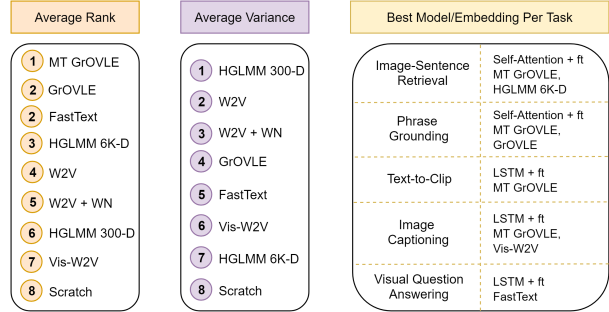 Average Rank
1 MT GrOVLE
2 GrOVLE
2 FastText
3 HGLMM 6K-D
4 W2V
5 W2V + WN
6 HGLMM 300-D
7 Vis-W2V
8 Scratch
Average Variance
1 HGLMM 300-D
2 W2V
3 W2V + WN
4 GrOVLE
5 FastText
6 Vis-W2V
7 HGLMM 6K-D
8 Scratch
Best Model/Embedding Per Task
Image-Sentence
Retrieval
Self-Attention + ft
MT GrOVLE,
HGLMM 6K-D
Phrase
Grounding
Self-Attention + ft
MT GrOVLE,
GrOVLE
Text-to-Clip
LSTM + ft
MT GrOVLE
Image
Captioning
LSTM + ft
MT GrOVLE,
Vis-W2V
Visual Question
Answering
LSTM + ft
FastText